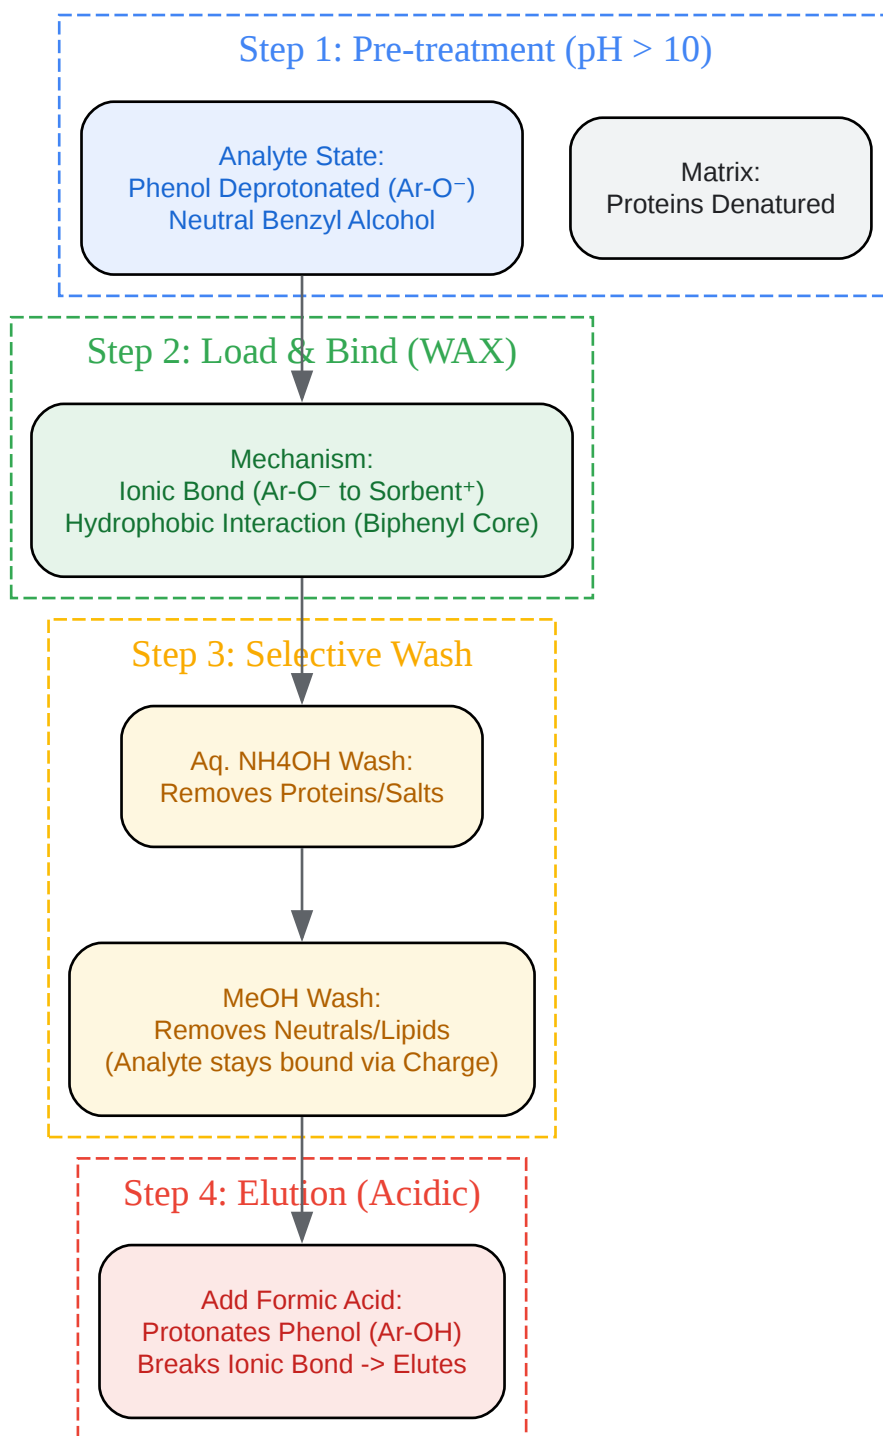 Step 1: Pre-treatment (pH > 10)
Analyte State:
Phenol Deprotonated (Ar-O⁻)
Neutral Benzyl Alcohol
Matrix:
Proteins Denatured
Step 2: Load & Bind (WAX)
Mechanism:
Ionic Bond (Ar-O⁻ to Sorbent⁺)
Hydrophobic Interaction (Biphenyl Core)
Step 3: Selective Wash
Aq. NH4OH Wash:
Removes Proteins/Salts
MeOH Wash:
Removes Neutrals/Lipids
(Analyte stays bound via Charge)
Step 4: Elution (Acidic)
Add Formic Acid:
Protonates Phenol (Ar-OH)
Breaks Ionic Bond -> Elutes